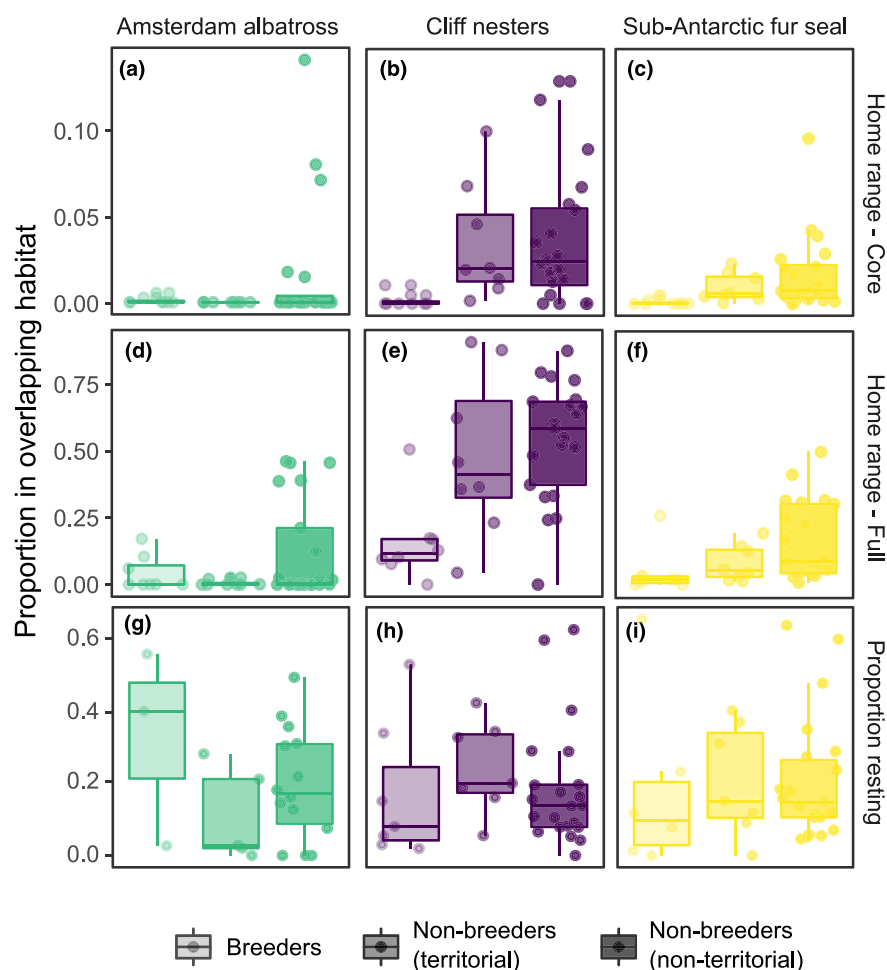 Amsterdam albatross
Cliff nesters
Sub-Antarctic fur seal
Proportion in overlapping habitat
(a)
(b)
(c)
0.10
0.05
0.00
Home range - Core
(d)
(e)
(f)
0.75
0.50
0.25
0.00
Home range - Full
(g)
(h)
(i)
0.6
0.4
0.2
0.0
Proportion resting
Breeders
Non-breeders
(territorial)
Non-breeders
(non-territorial)